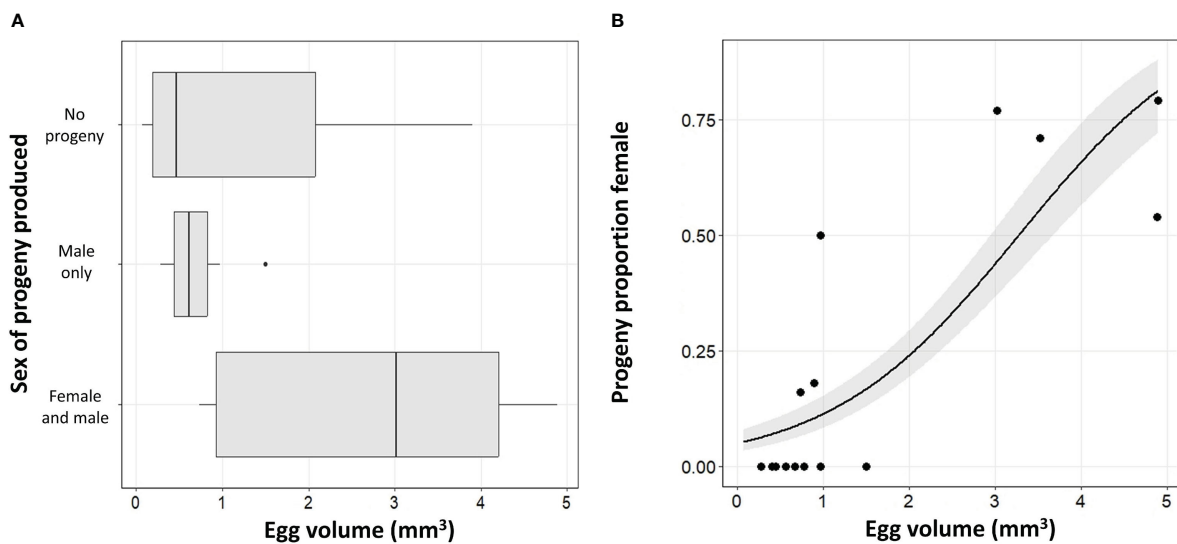 A
Sex of progeny produced
No
progeny
Male
only
Female
and male
0 1 2 3 4 5
Egg volume (mm³)
B
Progeny proportion female
0.75
0.50
0.25
0.00
0 1 2 3 4 5
Egg volume (mm³)